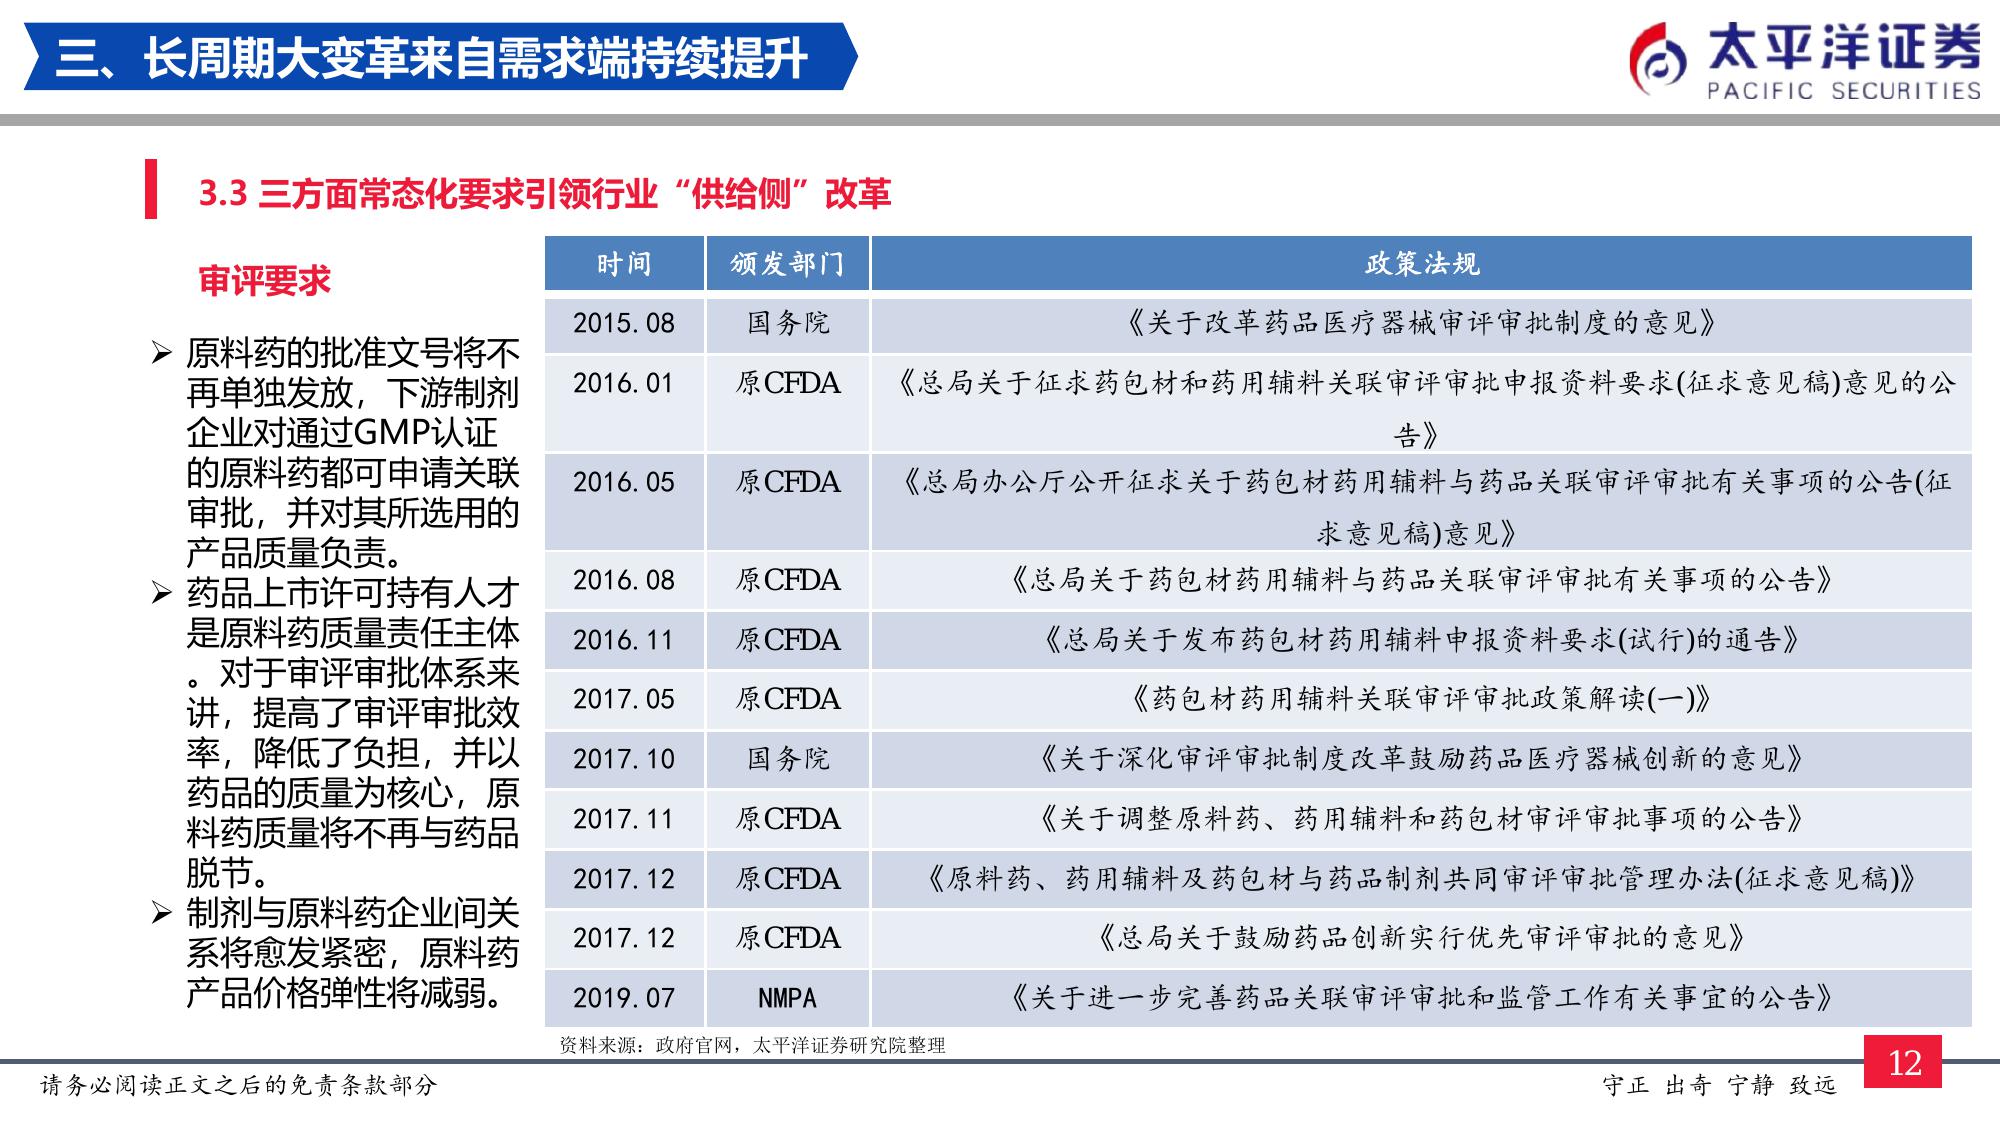 三、长周期大变革来自需求端持续提升
太平洋证券
PACIFIC SECURITIES
3.3 三方面常态化要求引领行业“供给侧”改革
审评要求
➢ 原料药的批准文号将不
再单独发放，下游制剂
企业对通过GMP认证
的原料药都可申请关联
审批，并对其所选用的
产品质量负责。
➢ 药品上市许可持有人才
是原料药质量责任主体
。对于审评审批体系来
讲，提高了审评审批效
率，降低了负担，并以
药品的质量为核心，原
料药质量将不再与药品
脱节。
➢ 制剂与原料药企业间关
系将愈发紧密，原料药
产品价格弹性将减弱。
时间 颁发部门 政策法规
2015.08 国务院 《关于改革药品医疗器械审评审批制度的意见》
2016.01 原CFDA 《总局关于征求药包材和药用辅料关联审评审批申报资料要求(征求意见稿)意见的公
告》
2016.05 原CFDA 《总局办公厅公开征求关于药包材药用辅料与药品关联审评审批有关事项的公告(征
求意见稿)意见》
2016.08 原CFDA 《总局关于药包材药用辅料与药品关联审评审批有关事项的公告》
2016.11 原CFDA 《总局关于发布药包材药用辅料申报资料要求(试行)的通告》
2017.05 原CFDA 《药包材药用辅料关联审评审批政策解读(一)》
2017.10 国务院 《关于深化审评审批制度改革鼓励药品医疗器械创新的意见》
2017.11 原CFDA 《关于调整原料药、药用辅料和药包材审评审批事项的公告》
2017.12 原CFDA 《原料药、药用辅料及药包材与药品制剂共同审评审批管理办法(征求意见稿)》
2017.12 原CFDA 《总局关于鼓励药品创新实行优先审评审批的意见》
2019.07 NMPA 《关于进一步完善药品关联审评审批和监管工作有关事宜的公告》
资料来源：政府官网，太平洋证券研究院整理
请务必阅读正文之后的免责条款部分
守正 出奇 宁静 致远
12